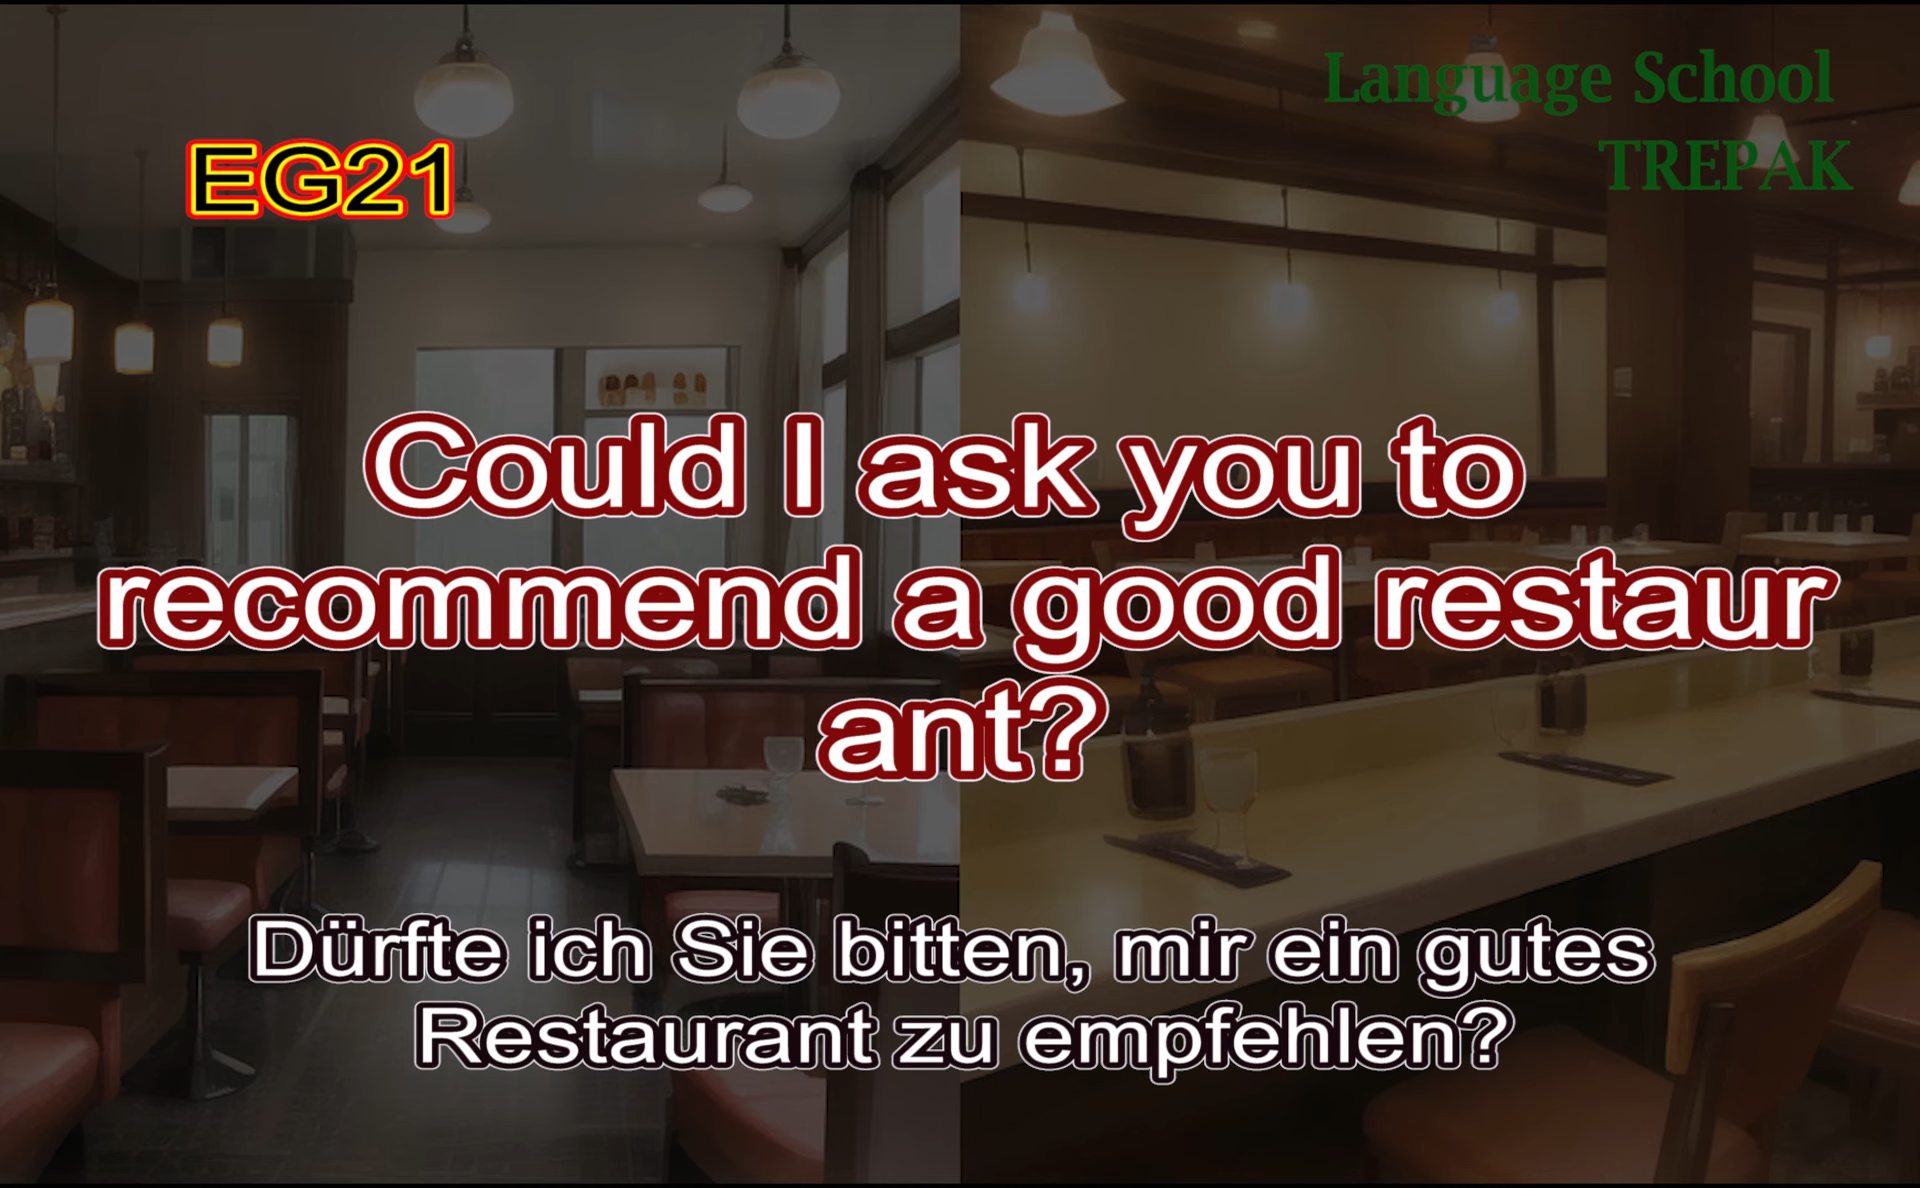 Language School
TREPAK
EG21
Could I ask you to
recommend a good restaur
ant?
Dürfte ich Sie bitten, mir ein gutes
Restaurant zu empfehlen?